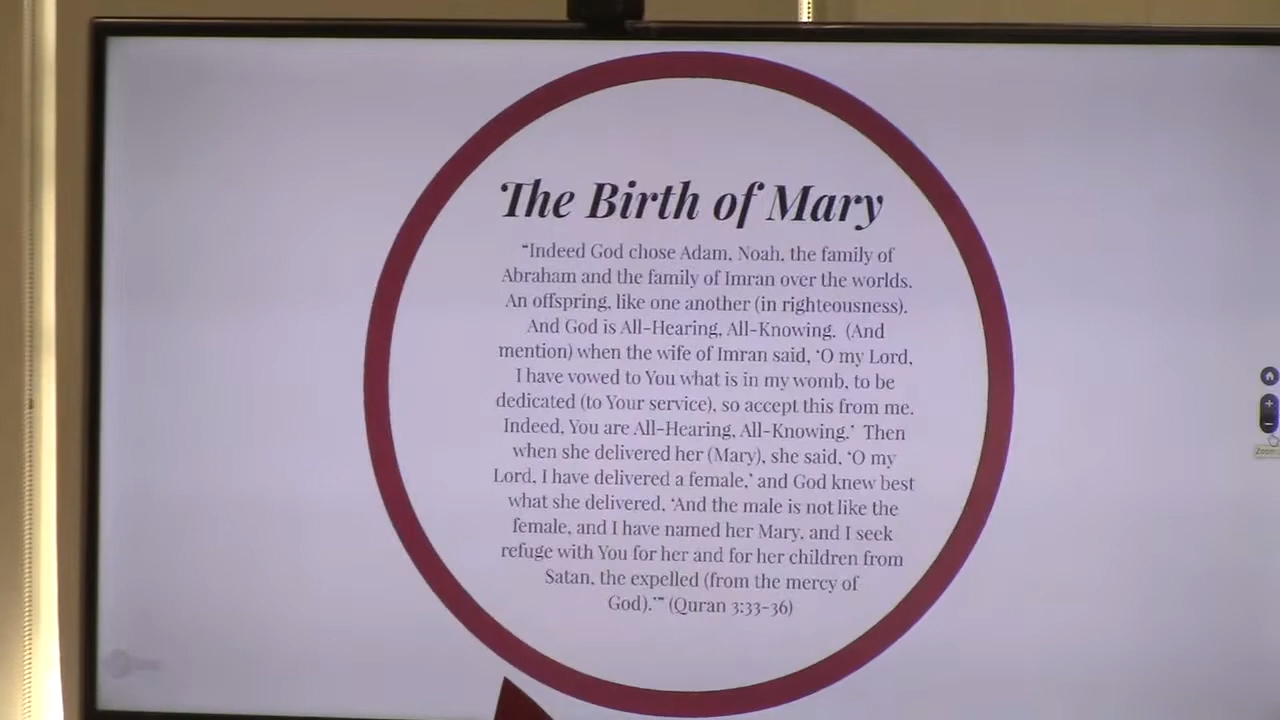 The Birth of Mary
“Indeed God chose Adam, Noah, the family of
Abraham and the family of Imran over the worlds.
An offspring, like one another (in righteousness).
And God is All-Hearing, All-Knowing. (And
mention) when the wife of Imran said, ‘O my Lord,
I have vowed to You what is in my womb, to be
dedicated (to Your service), so accept this from me.
Indeed, You are All-Hearing, All-Knowing.’ Then
when she delivered her (Mary), she said, ‘O my
Lord, I have delivered a female,’ and God knew best
what she delivered, ‘And the male is not like the
female, and I have named her Mary, and I seek
refuge with You for her and for her children from
Satan, the expelled (from the mercy of
God).’” (Quran 3:33-36)